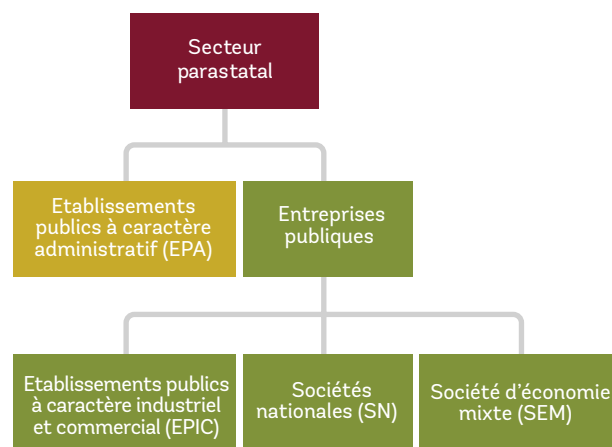 Secteur
parastatal
Etablissements
publics à caractère
administratif (EPA)
Entreprises
publiques
Etablissements publics
à caractère industriel
et commercial (EPIC)
Sociétés
nationales (SN)
Société d’économie
mixte (SEM)